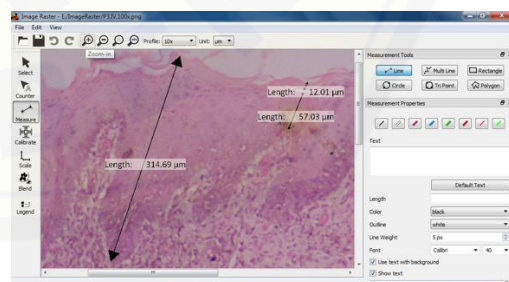 Image Raster - E:/ImageRaster/F3JV.100x.png
File Edit View
Profile: 10x Unit: µm
Zoom-in
Select
Counter
Measure
Calibrate
Scale
Blend
Legend
Length: 12.01 µm
Length: 57.03 µm
Length: 314.69 µm
Measurement Tools
Line Multi Line Rectangle
Circle Tri Point Polygon
Measurement Properties
Text
Default Text
Length
Color black
Outline white
Line Weight 5 px
Font Calibri 40
Use text with background
Show text